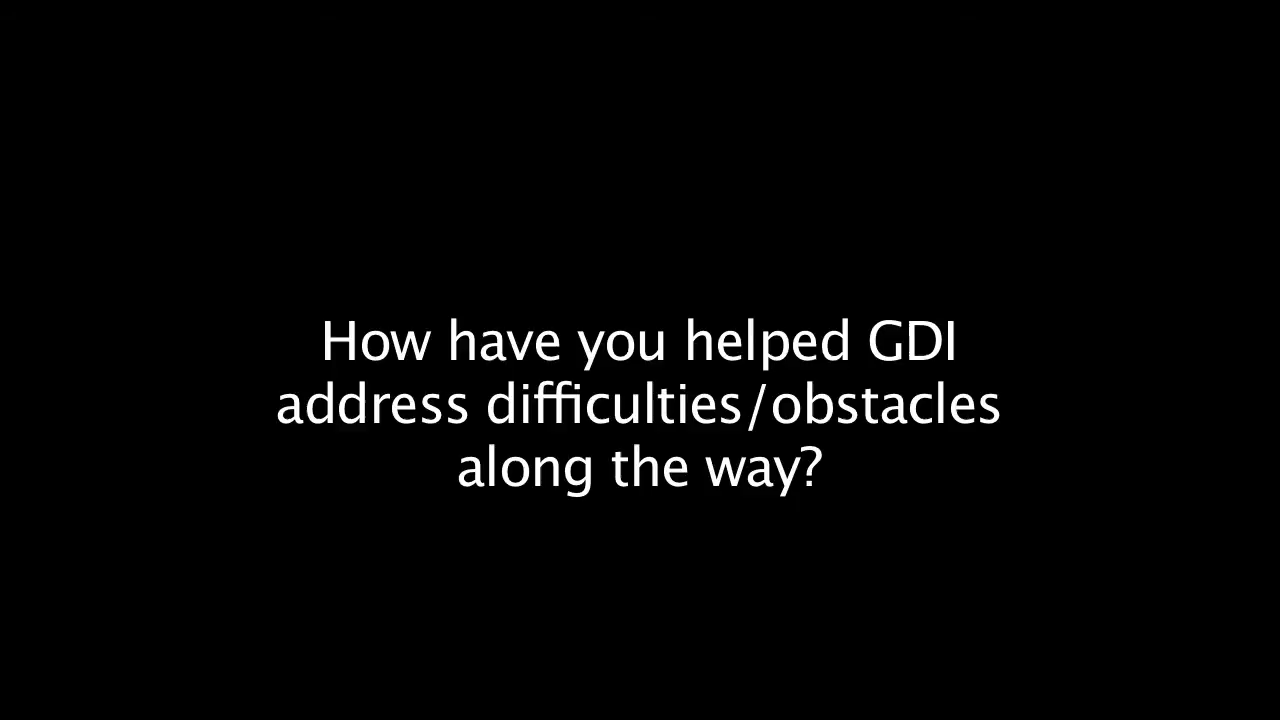 How have you helped GDI
address difficulties/obstacles
along the way?